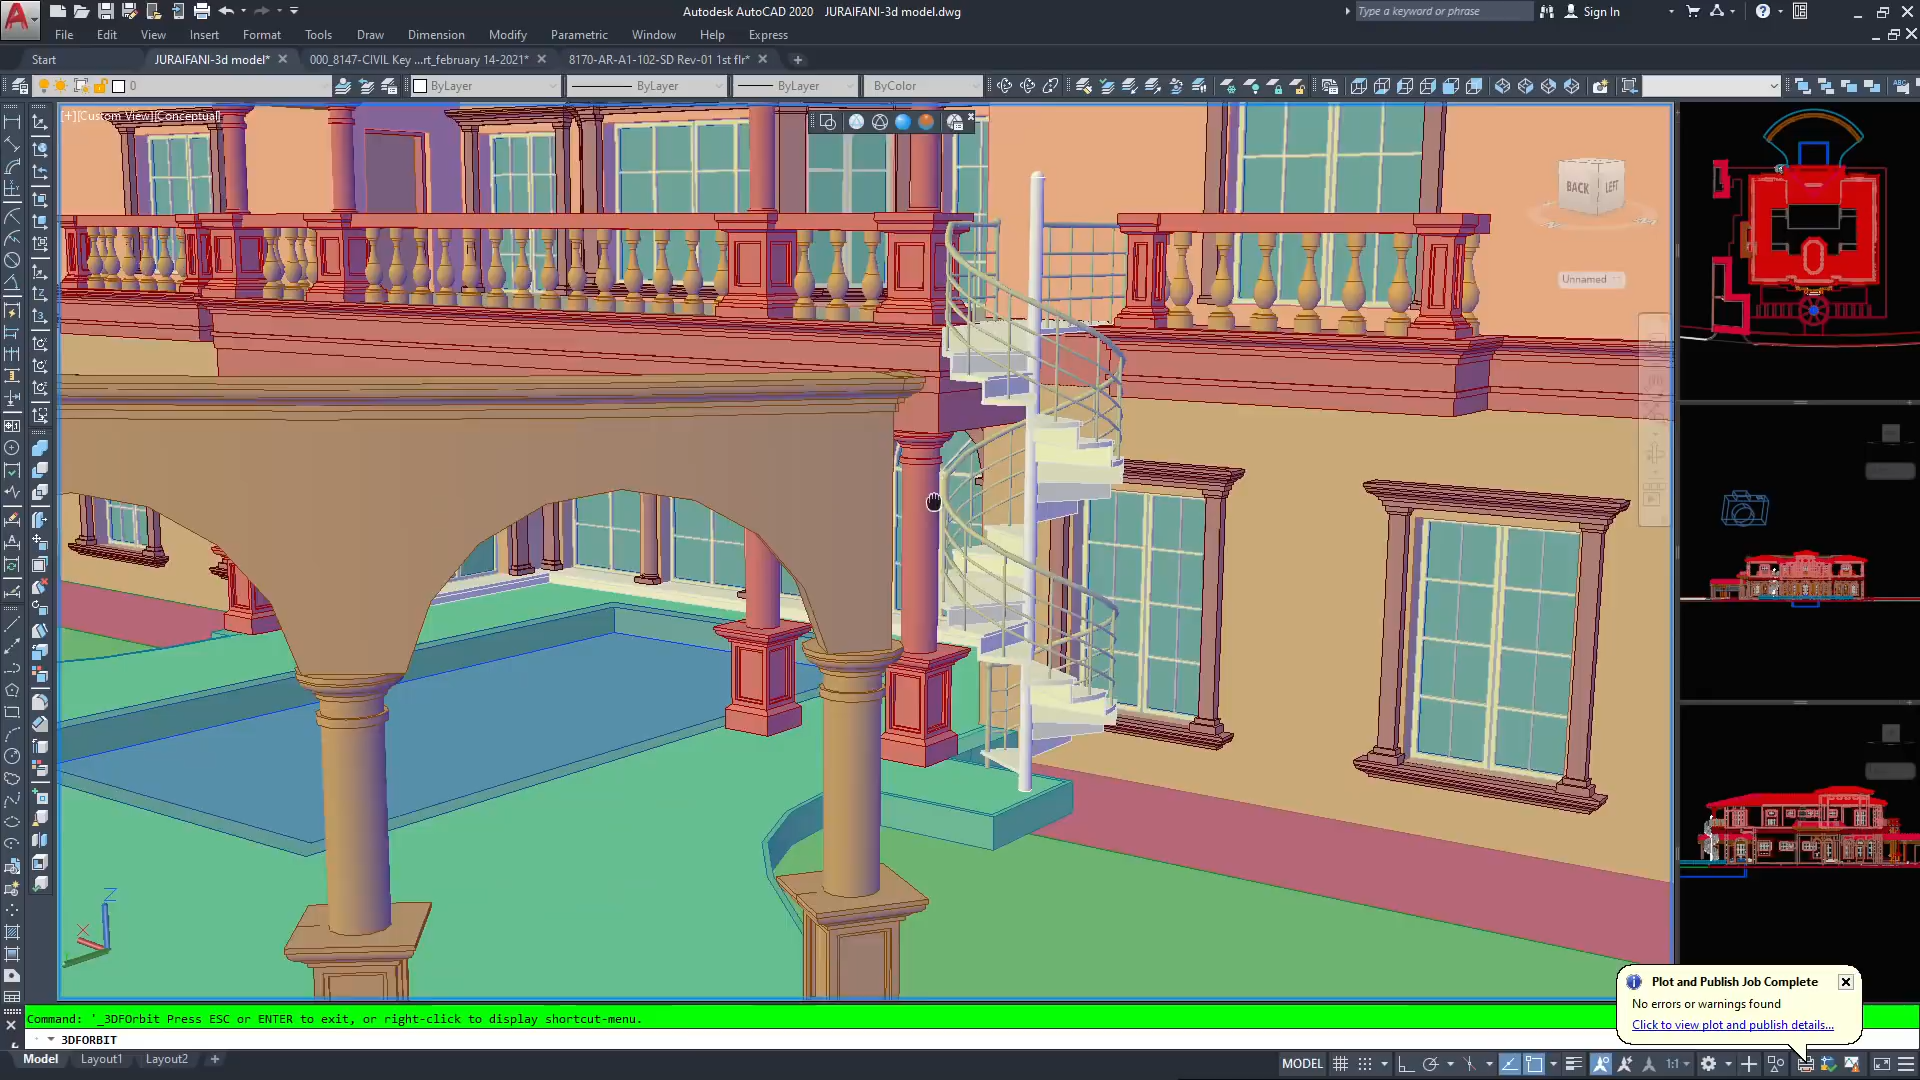 Autodesk AutoCAD 2020 JURAIFANI-3d model.dwg
Type a keyword or phrase
Sign In
File Edit View Insert Format Tools Draw Dimension Modify Parametric Window Help Express
Start
JURAIFANI-3d model*
000_8147-CIVIL Key ...rt_february 14-2021*
8170-AR-A1-102-SD Rev-01 1st flr*
0
ByLayer
ByLayer
ByLayer
ByColor
[+][Custom View][Conceptual]
BACK
LEFT
Unnamed
Z
X
Plot and Publish Job Complete
No errors or warnings found
Click to view plot and publish details...
Command: '_3DFOrbit Press ESC or ENTER to exit, or right-click to display shortcut-menu.
3DFORBIT
Model Layout1 Layout2
MODEL
1:1